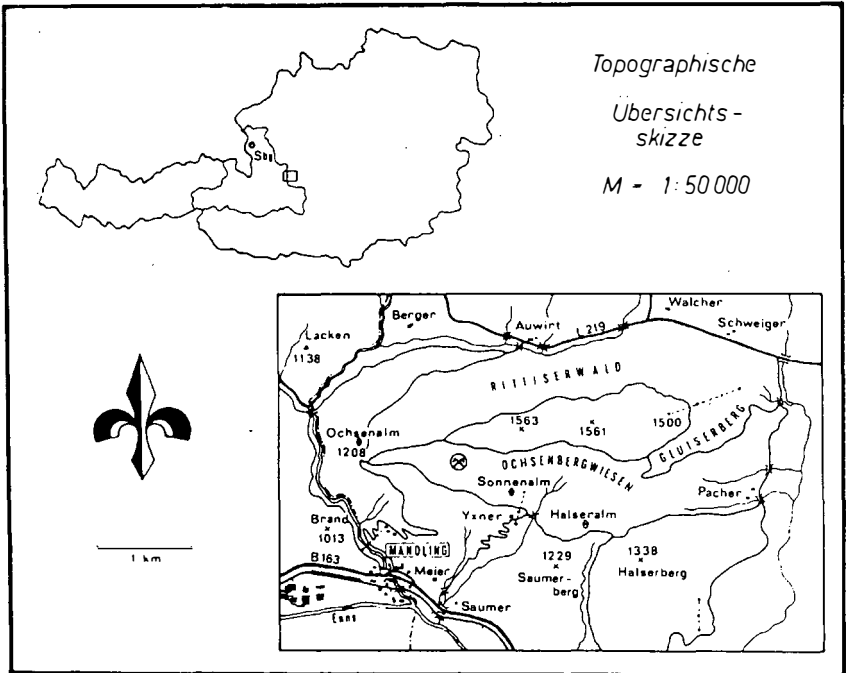 Topographische
Übersichts-
skizze
M - 1:50 000
Sbg
1 km
Walcher
Berger
Auwirt
L 219
Schweiger
Lacken
1138
RITTISERWALD
1563
1561
1500
GLUISERBERG
Ochsenalm
1208
OCHSENBERGWIESEN
Sonnenalm
Pacher
Yxner
Halseralm
Brand
1013
MANDLING
B 163
Meier
1229
Saumer-
berg
1338
Halserberg
Saumer
Enns